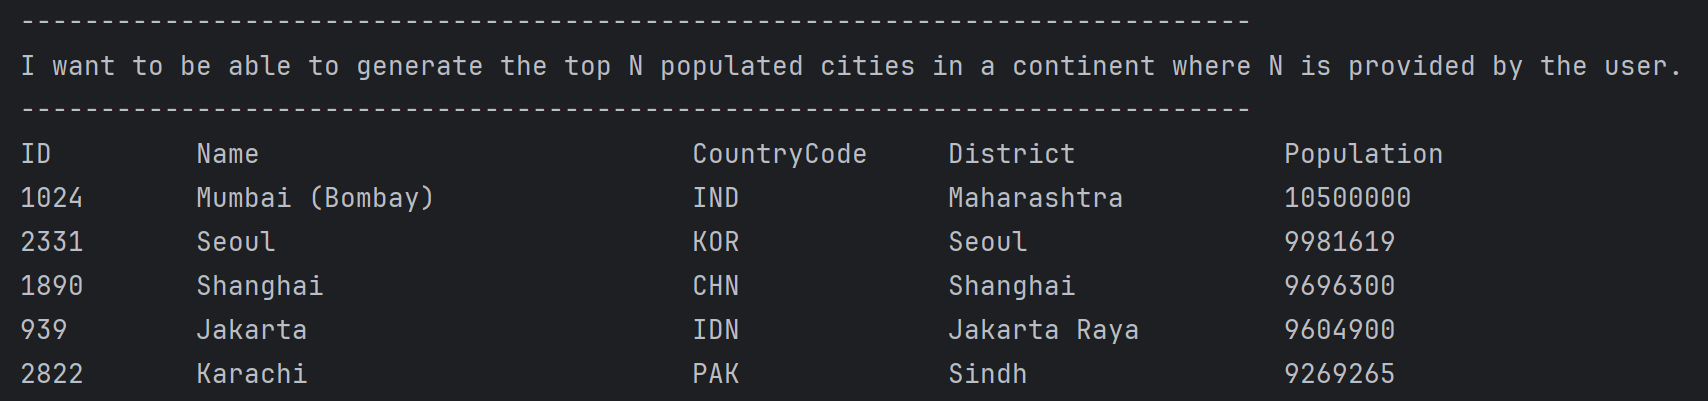 -----------------------------------------------------------------------------
I want to be able to generate the top N populated cities in a continent where N is provided by the user.
-----------------------------------------------------------------------------
ID Name CountryCode District Population
1024 Mumbai (Bombay) IND Maharashtra 10500000
2331 Seoul KOR Seoul 9981619
1890 Shanghai CHN Shanghai 9696300
939 Jakarta IDN Jakarta Raya 9604900
2822 Karachi PAK Sindh 9269265